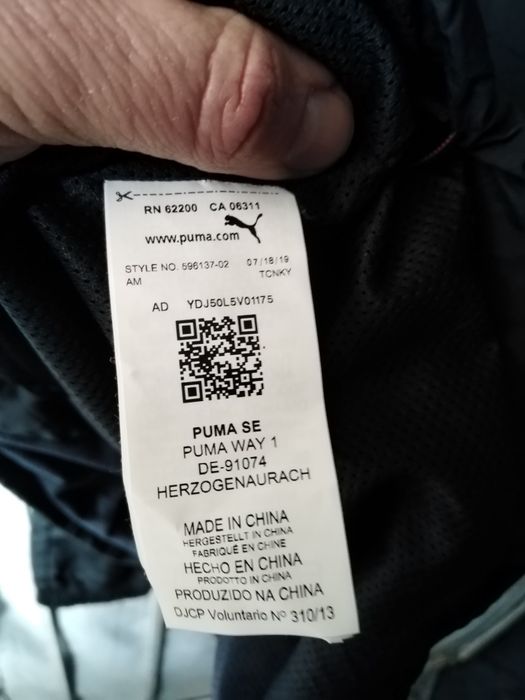 RN 62200 CA 06311
www.puma.com
STYLE NO. 596137-02 07/18/19
AM TCNKY
AD YDJ50L5V01175
PUMA SE
PUMA WAY 1
DE-91074
HERZOGENAURACH
MADE IN CHINA
HERGESTELLT IN CHINA
FABRIQUÉ EN CHINE
HECHO EN CHINA
PRODOTTO IN CHINA
PRODUZIDO NA CHINA
DJCP Voluntario Nº 310/13